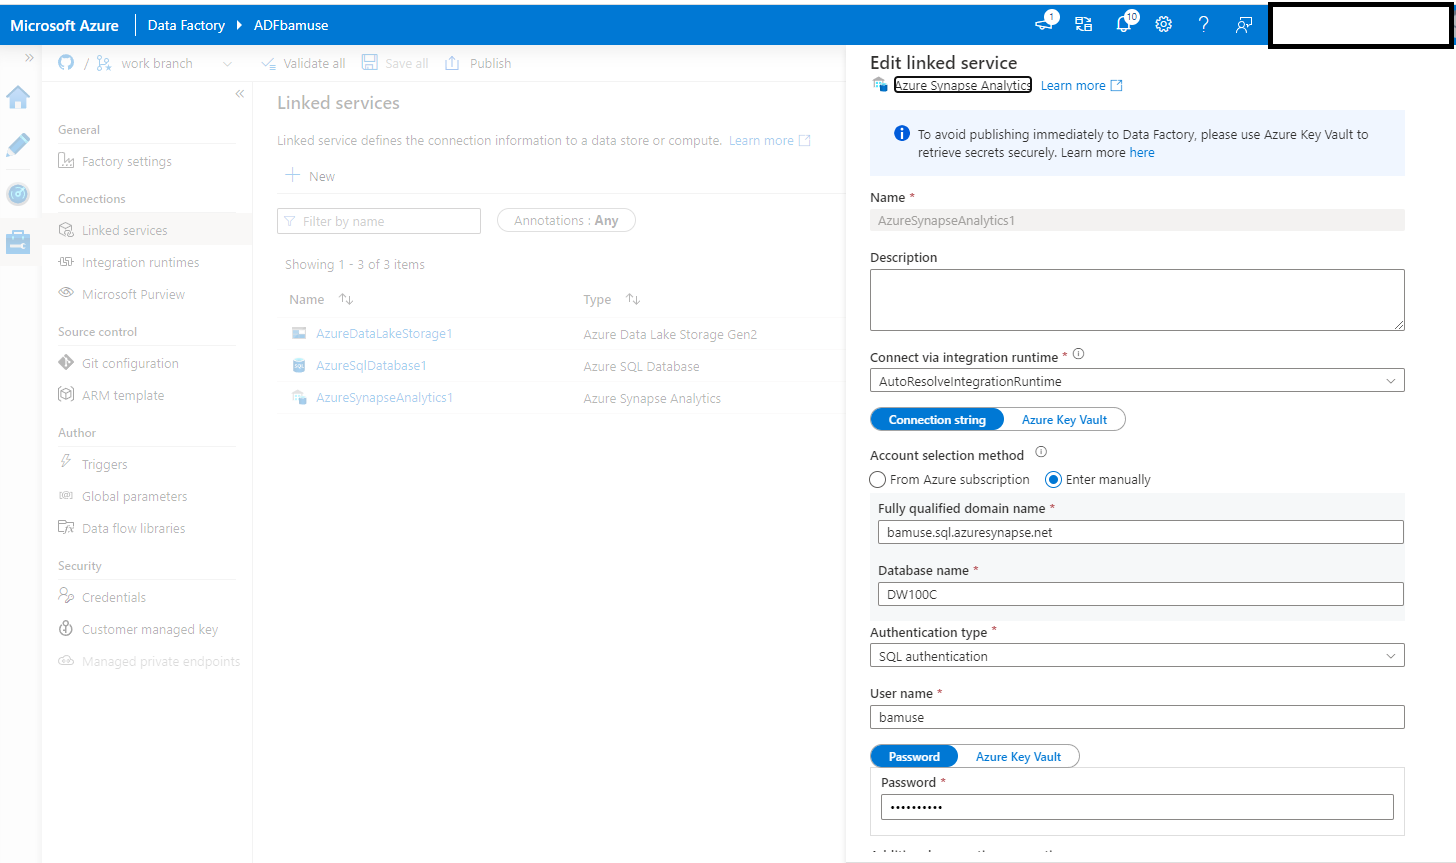 Microsoft Azure Data Factory ADFbamuse 1 10
/ work branch Validate all Save all Publish
General
Factory settings
Connections
Linked services
Integration runtimes
Microsoft Purview
Source control
Git configuration
ARM template
Author
Triggers
Global parameters
Data flow libraries
Security
Credentials
Customer managed key
Managed private endpoints
Linked services
Linked service defines the connection information to a data store or compute. Learn more
New
Filter by name Annotations : Any
Showing 1 - 3 of 3 items
Name Type
AzureDataLakeStorage1 Azure Data Lake Storage Gen2
AzureSqlDatabase1 Azure SQL Database
AzureSynapseAnalytics1 Azure Synapse Analytics
Edit linked service
Azure Synapse Analytics Learn more
To avoid publishing immediately to Data Factory, please use Azure Key Vault to
retrieve secrets securely. Learn more here
Name *
AzureSynapseAnalytics1
Description
Connect via integration runtime *
AutoResolveIntegrationRuntime
Connection string Azure Key Vault
Account selection method
From Azure subscription Enter manually
Fully qualified domain name *
bamuse.sql.azuresynapse.net
Database name *
DW100C
Authentication type *
SQL authentication
User name *
bamuse
Password Azure Key Vault
Password *
••••••••••